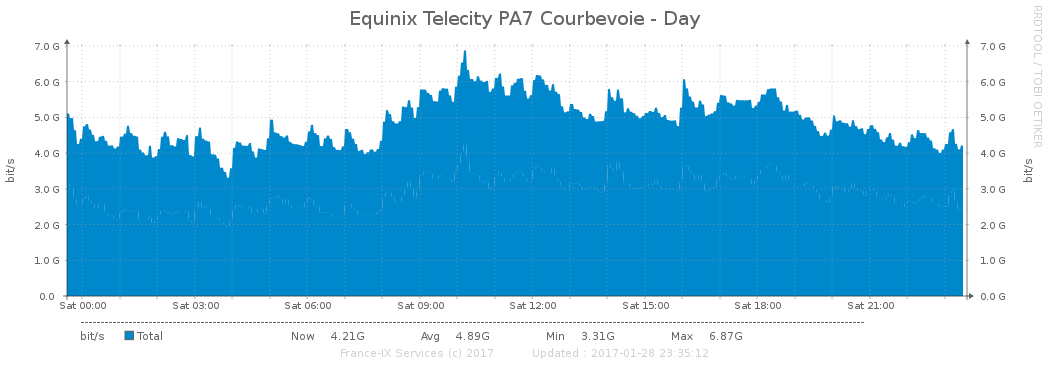 Equinix Telecity PA7 Courbevoie - Day
RRDTOOL / TOBI OETIKER
7.0 G 7.0 G
6.0 G 6.0 G
5.0 G 5.0 G
4.0 G 4.0 G
3.0 G 3.0 G
2.0 G 2.0 G
1.0 G 1.0 G
0.0 0.0 G
bit/s
bit/s
Sat 00:00 Sat 03:00 Sat 06:00 Sat 09:00 Sat 12:00 Sat 15:00 Sat 18:00 Sat 21:00
bit/s Total Now 4.21G Avg 4.89G Min 3.31G Max 6.87G
France-IX Services (c) 2017 Updated : 2017-01-28 23:35:12